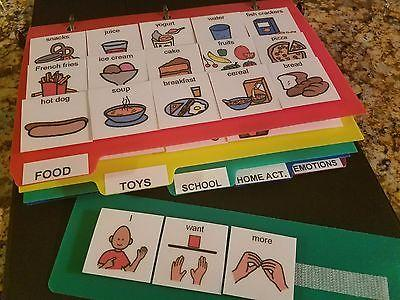 snacks
juice
yogurt
water
fish crackers
French fries
ice cream
cake
fruits
pizza
hot dog
soup
breakfast
cereal
bread
FOOD
TOYS
SCHOOL
HOME ACT.
EMOTIONS
I
want
more